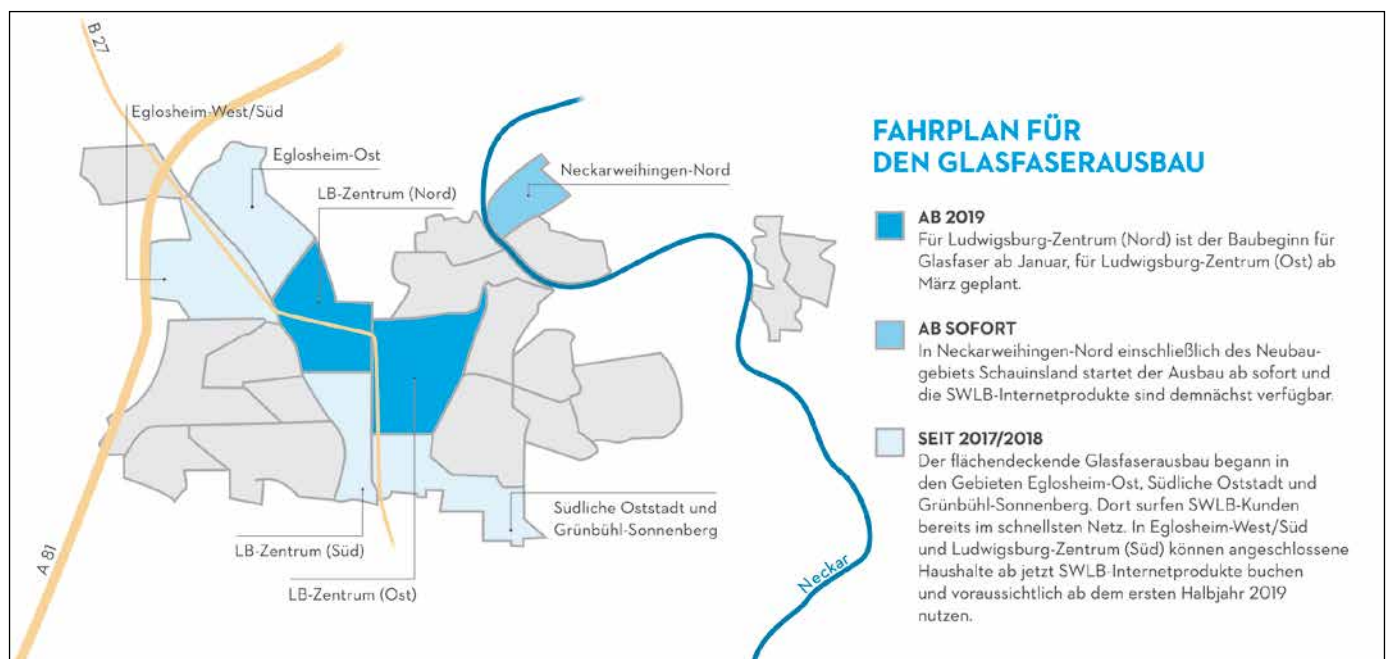 B 27
Eglosheim-West/Süd
Eglosheim-Ost
LB-Zentrum (Nord)
Neckarweihingen-Nord
Südliche Oststadt und
Grünbühl-Sonnenberg
LB-Zentrum (Süd)
LB-Zentrum (Ost)
A 81
Neckar
FAHRPLAN FÜR
DEN GLASFASERAUSBAU
AB 2019
Für Ludwigsburg-Zentrum (Nord) ist der Baubeginn für
Glasfaser ab Januar, für Ludwigsburg-Zentrum (Ost) ab
März geplant.
AB SOFORT
In Neckarweihingen-Nord einschließlich des Neubau-
gebiets Schauinsland startet der Ausbau ab sofort und
die SWLB-Internetprodukte sind demnächst verfügbar.
SEIT 2017/2018
Der flächendeckende Glasfaserausbau begann in
den Gebieten Eglosheim-Ost, Südliche Oststadt und
Grünbühl-Sonnenberg. Dort surfen SWLB-Kunden
bereits im schnellsten Netz. In Eglosheim-West/Süd
und Ludwigsburg-Zentrum (Süd) können angeschlossene
Haushalte ab jetzt SWLB-Internetprodukte buchen
und voraussichtlich ab dem ersten Halbjahr 2019
nutzen.